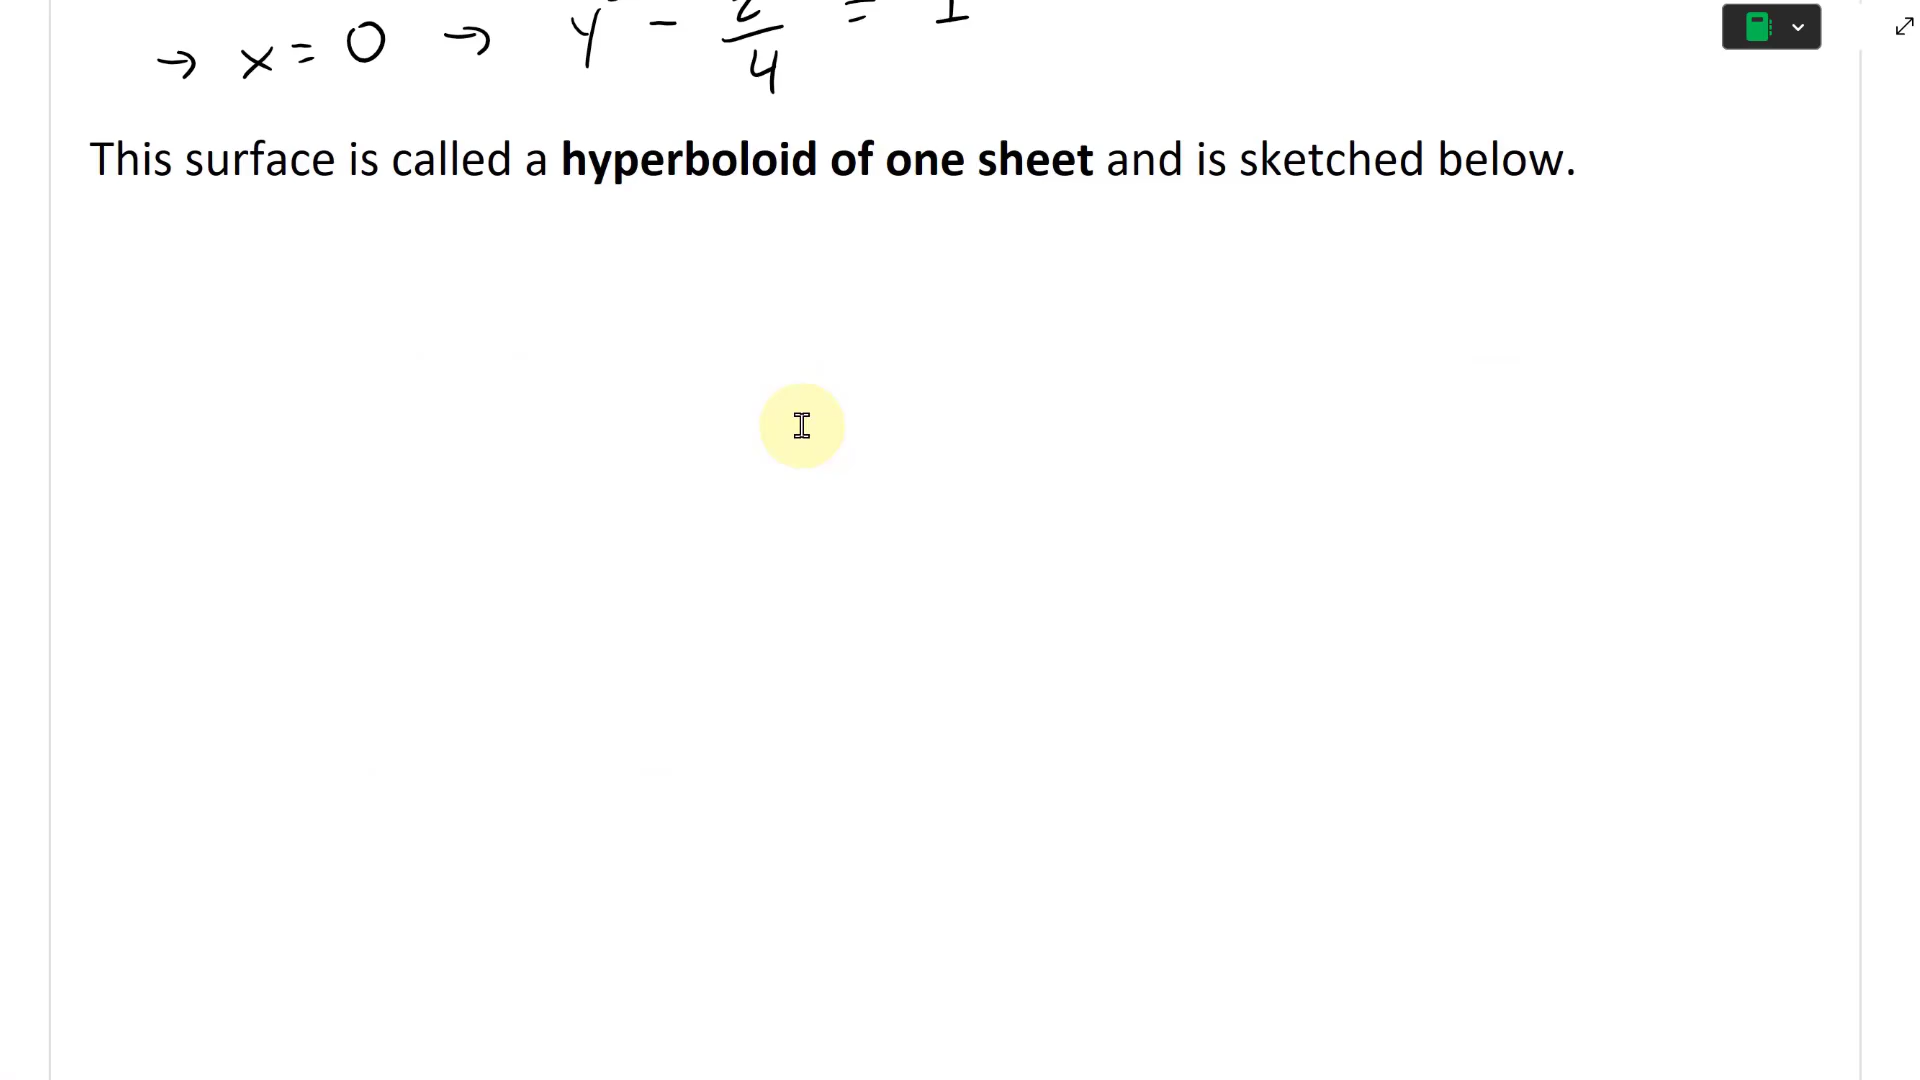 → x = 0 → y - z/4 = 1
This surface is called a hyperboloid of one sheet and is sketched below.